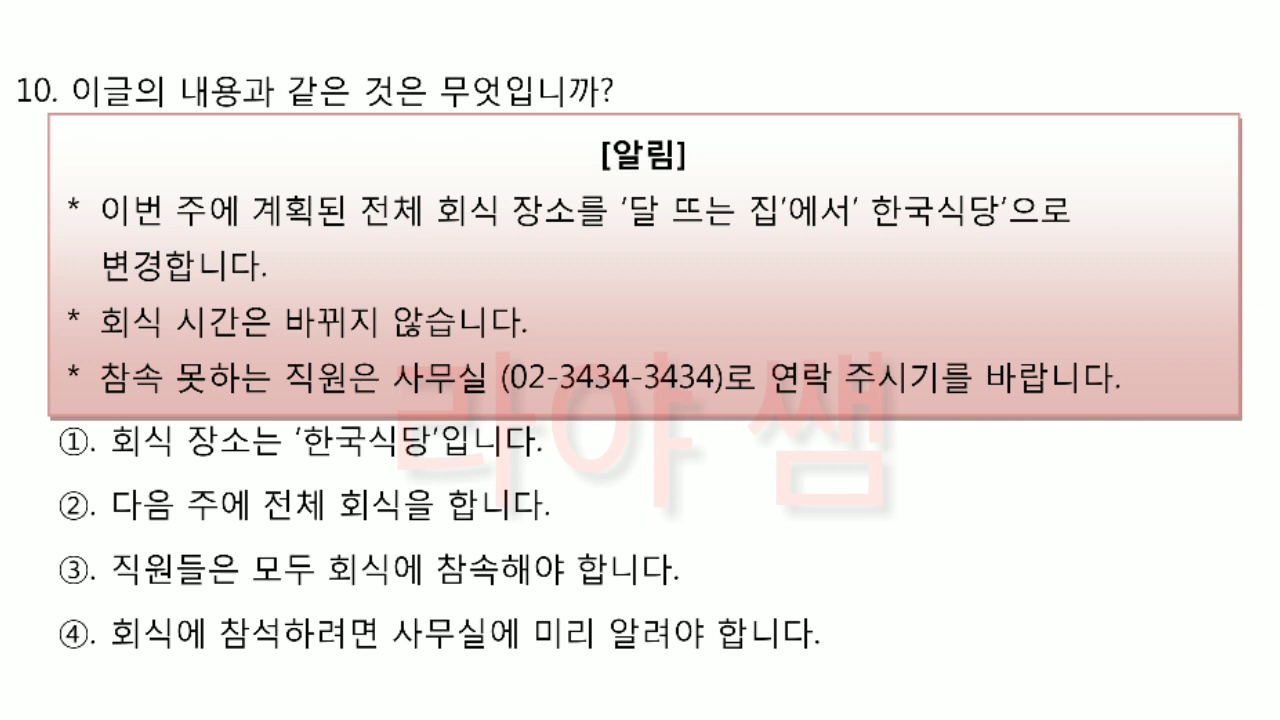 10. 이글의 내용과 같은 것은 무엇입니까?
[알림]
* 이번 주에 계획된 전체 회식 장소를 '달 뜨는 집'에서' 한국식당'으로
변경합니다.
* 회식 시간은 바뀌지 않습니다.
* 참속 못하는 직원은 사무실 (02-3434-3434)로 연락 주시기를 바랍니다.
라야 쌤
①. 회식 장소는 '한국식당'입니다.
②. 다음 주에 전체 회식을 합니다.
③. 직원들은 모두 회식에 참속해야 합니다.
④. 회식에 참석하려면 사무실에 미리 알려야 합니다.